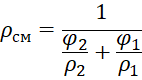 ρсм = 1 / (φ₂/ρ₂ + φ₁/ρ₁)